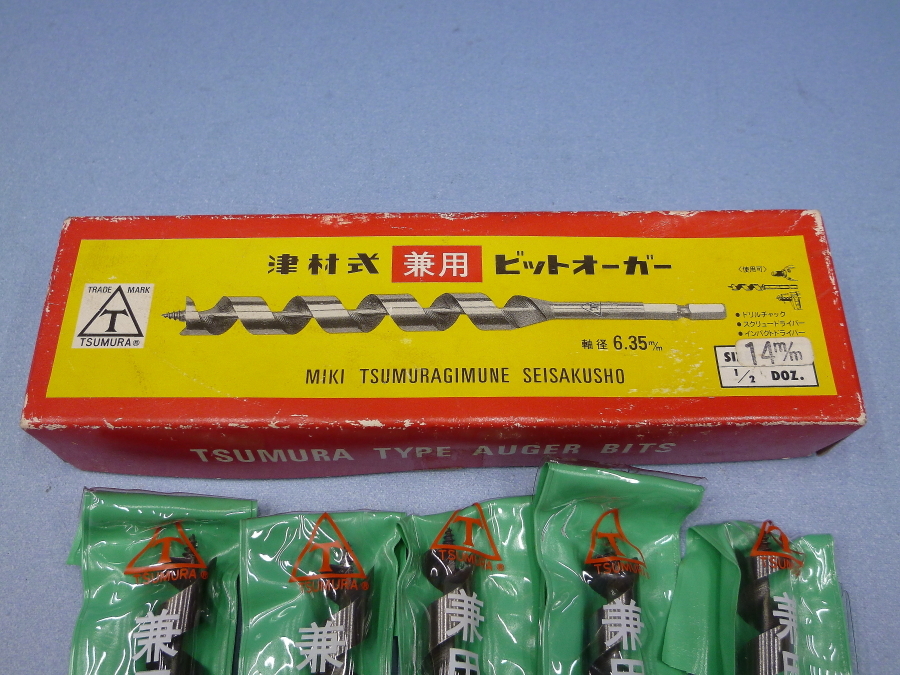 津村式 兼用 ビットオーガー
TRADE MARK
T
TSUMURA®
〈使用可〉
●ドリルチャック
●スクリュードライバー
●インパクトドライバー
軸径 6.35m/m
14m/m
1/2 DOZ.
MIKI TSUMURAGIMUNE SEISAKUSHO
TSUMURA TYPE AUGER BITS
T
TSUMURA®
兼
T
TSUMURA®
兼
T
TSUMURA
兼用
兼用
兼用